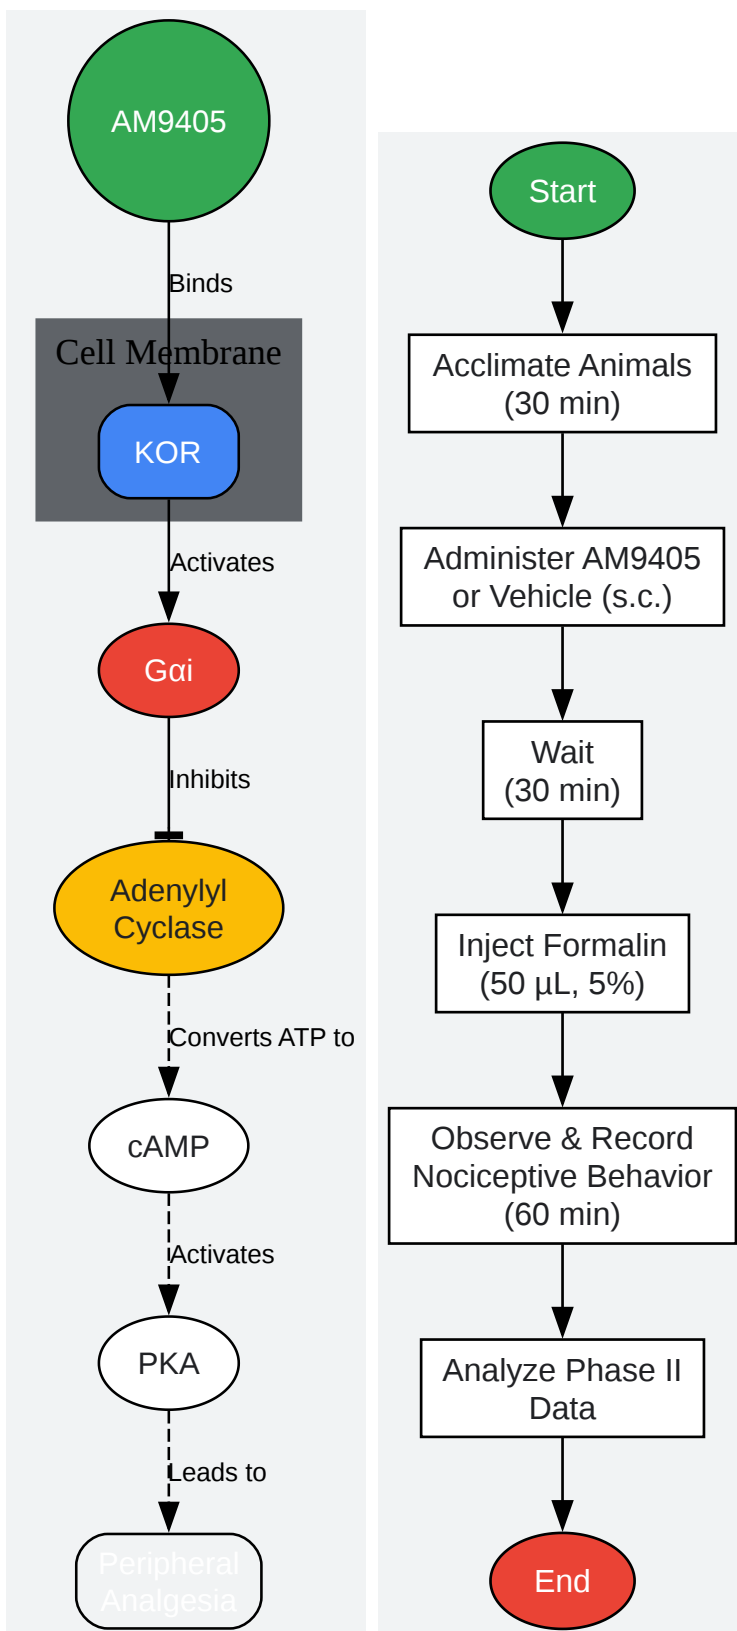 AM9405
Binds
Cell Membrane
KOR
Activates
Gαi
Inhibits
Adenylyl
Cyclase
Converts ATP to
cAMP
Activates
PKA
Leads to
Peripheral
Analgesia
Start
Acclimate Animals
(30 min)
Administer AM9405
or Vehicle (s.c.)
Wait
(30 min)
Inject Formalin
(50 µL, 5%)
Observe & Record
Nociceptive Behavior
(60 min)
Analyze Phase II
Data
End